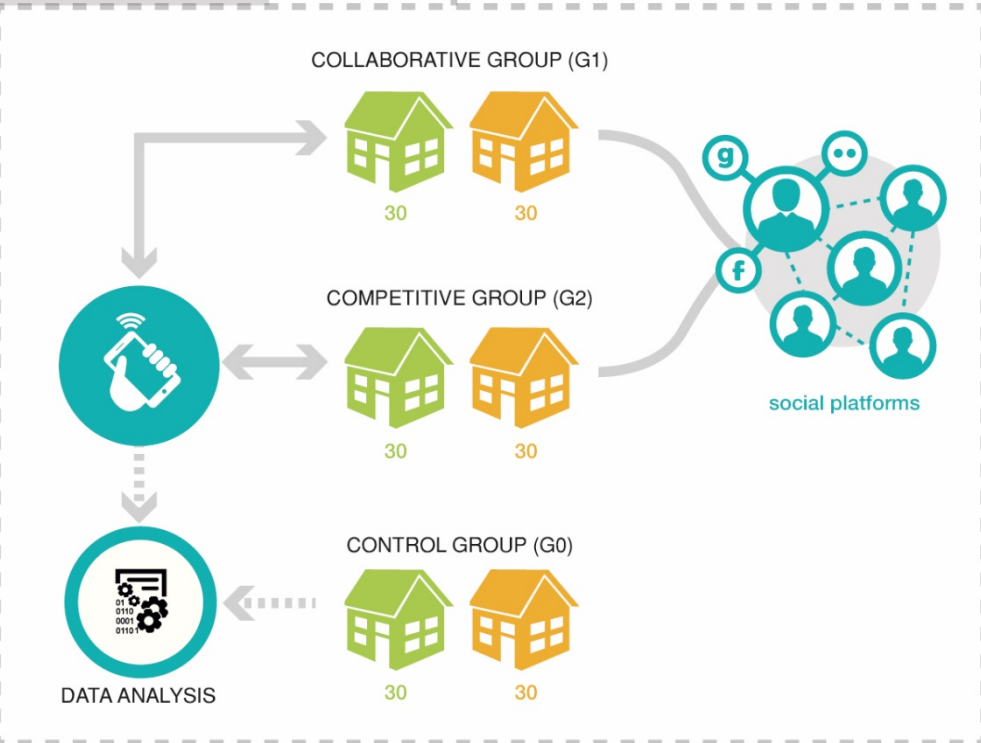 COLLABORATIVE GROUP (G1)
30
30
g
f
social platforms
COMPETITIVE GROUP (G2)
30
30
CONTROL GROUP (G0)
30
30
01
0110
0001
01101
DATA ANALYSIS